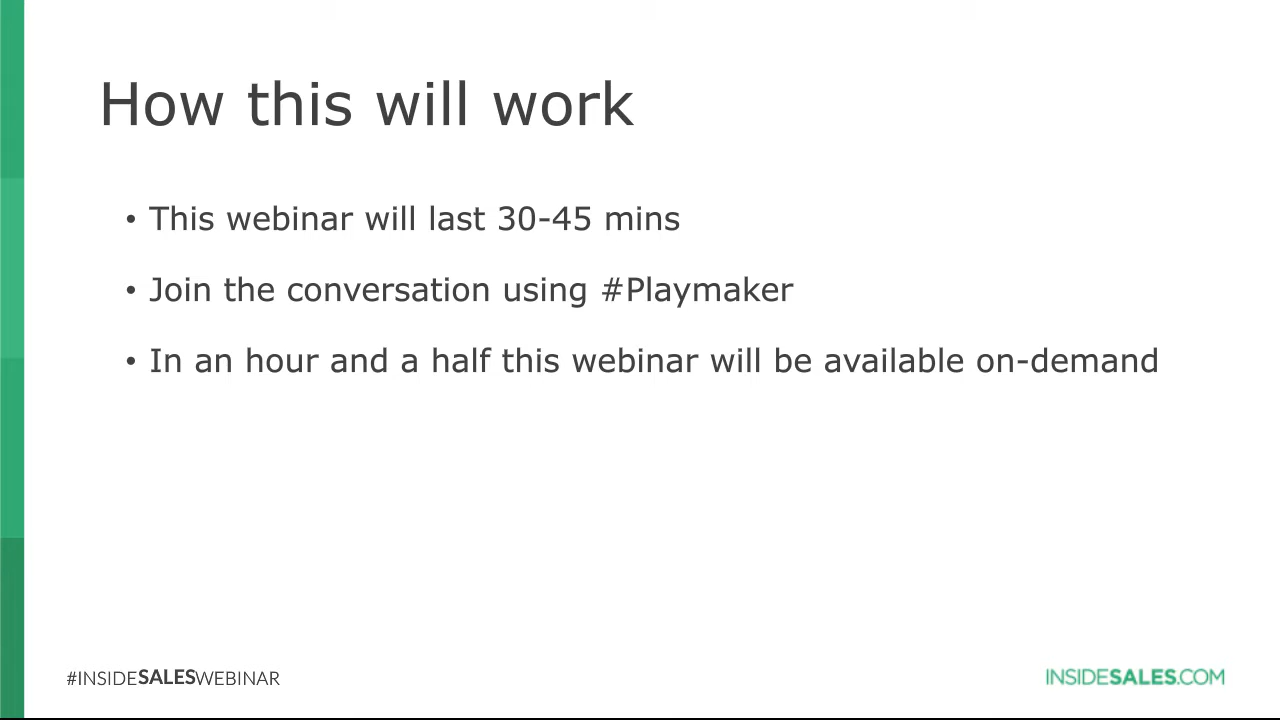 How this will work
• This webinar will last 30-45 mins
• Join the conversation using #Playmaker
• In an hour and a half this webinar will be available on-demand
#INSIDESALESWEBINAR
INSIDESALES.COM